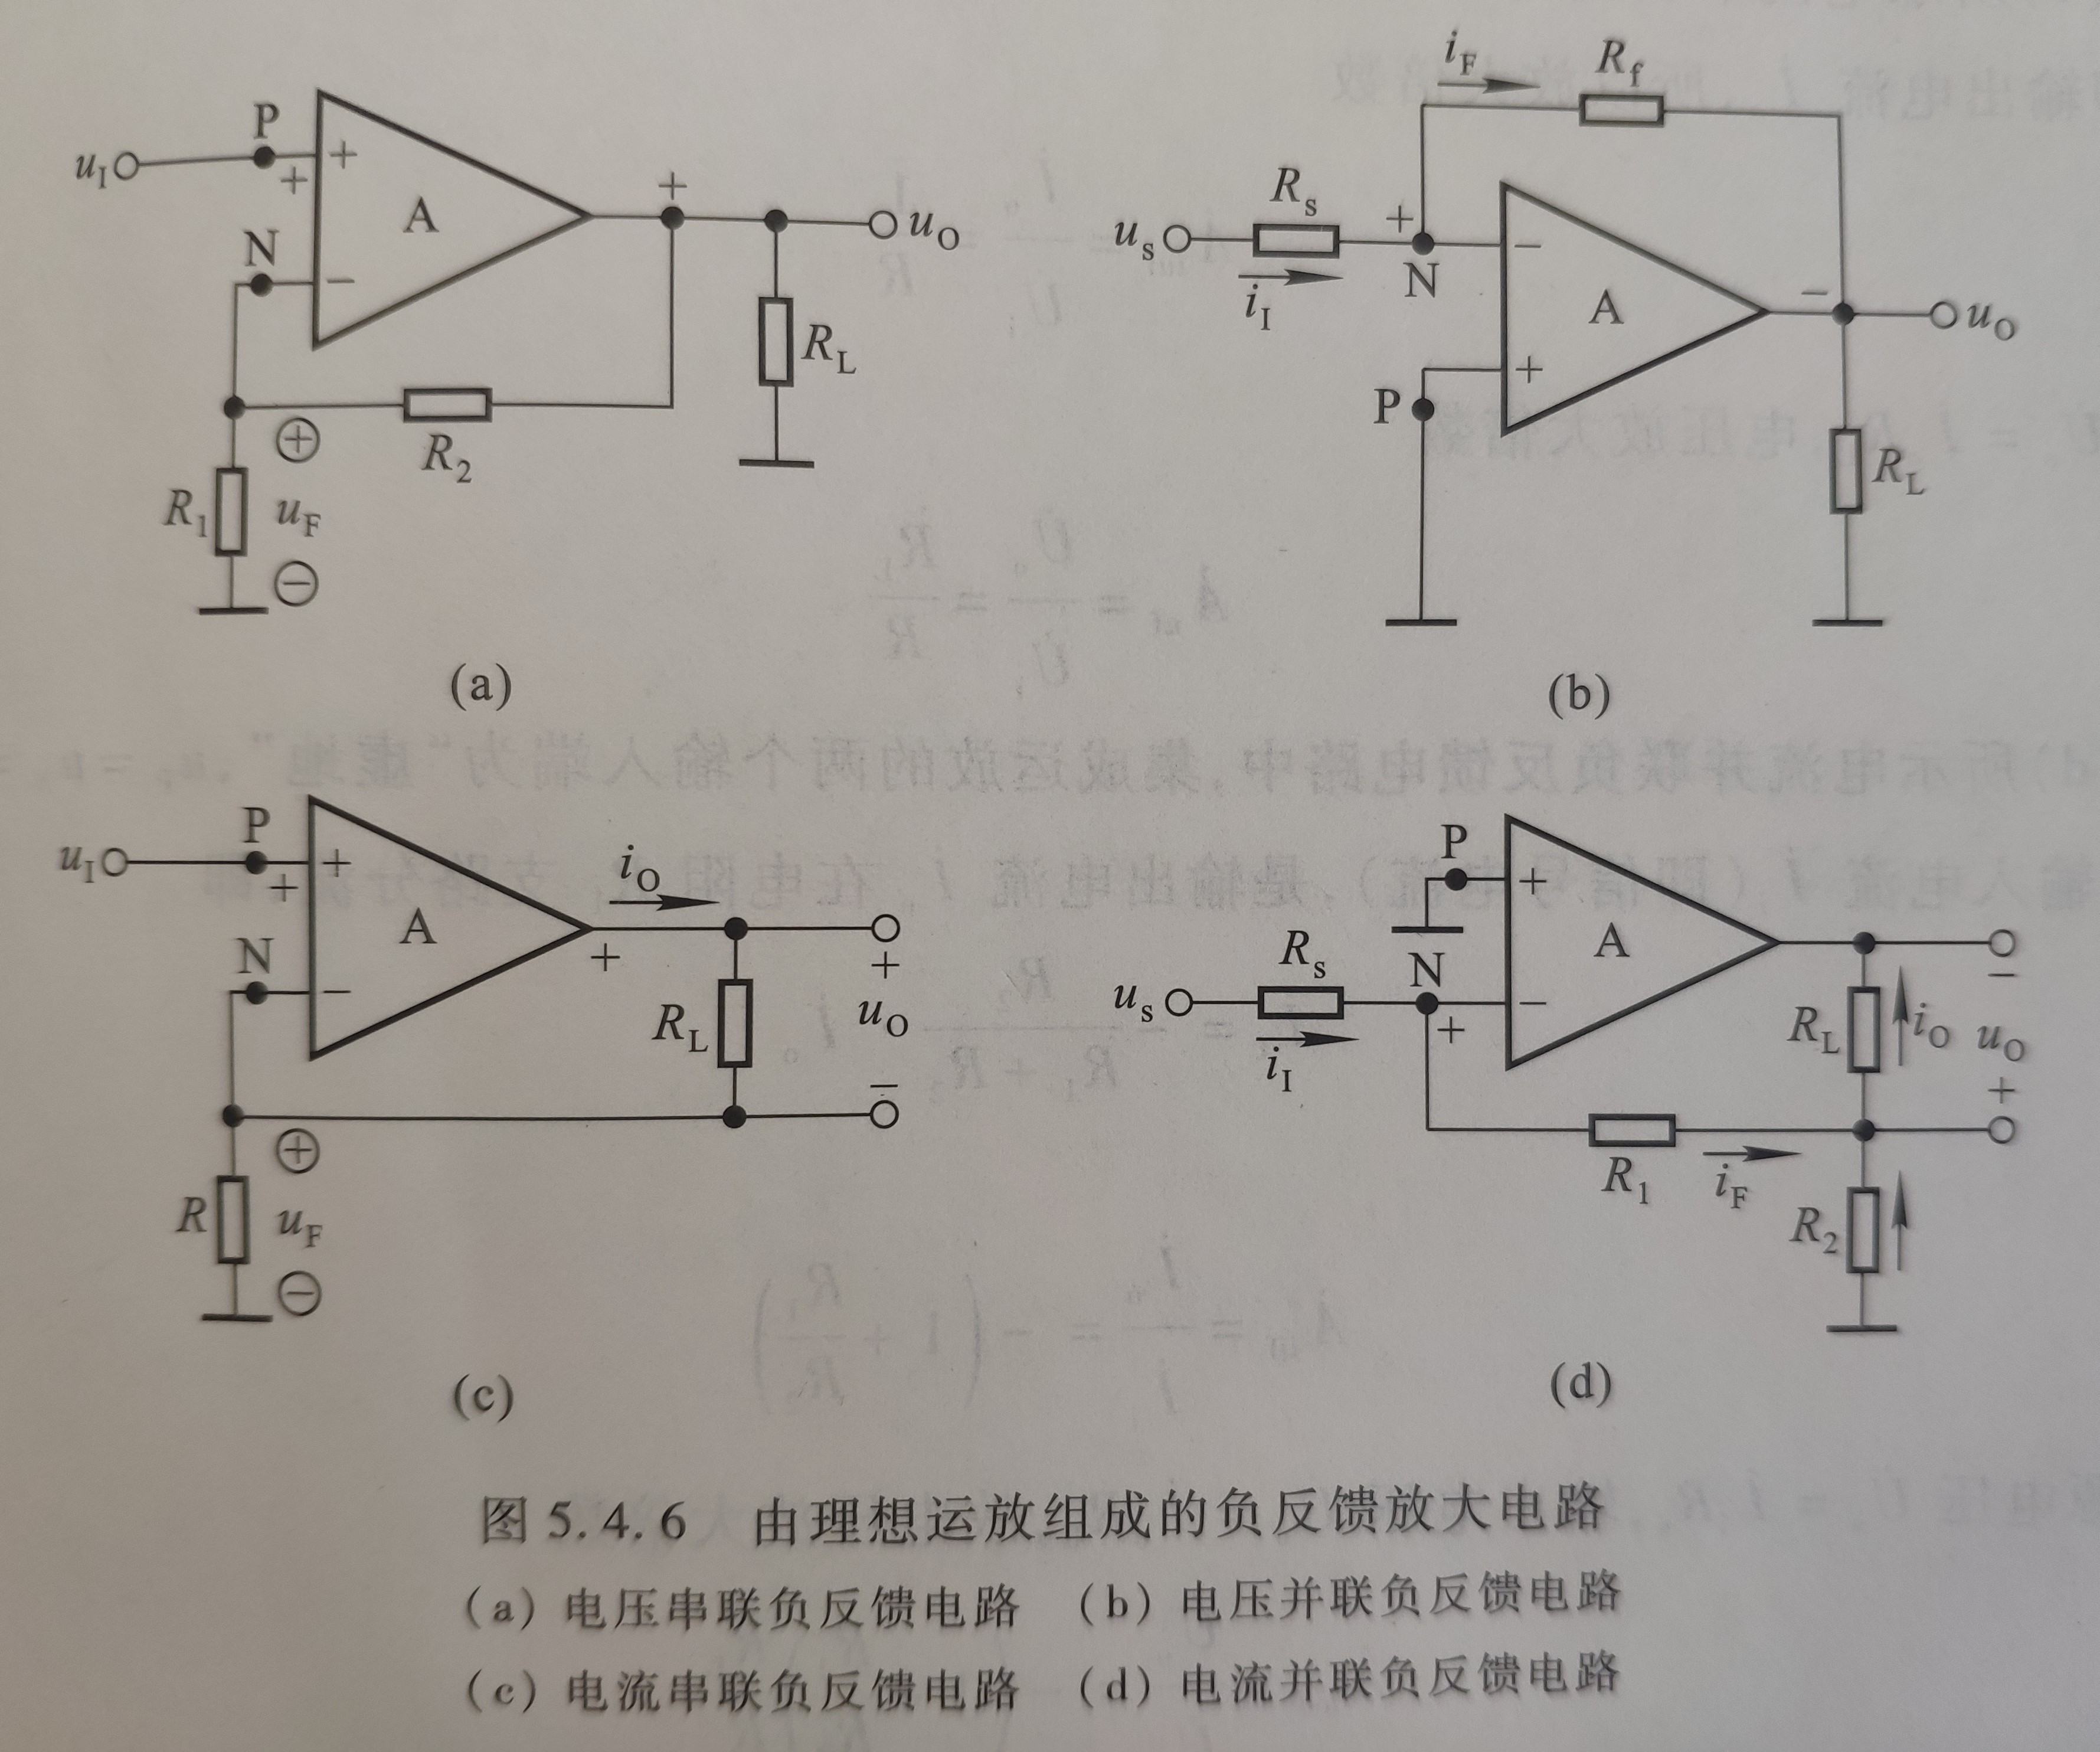 P
u_I
+
+
A
+
u_O
N
−
R_L
R_2
⊕
R_1
u_F
⊖
(a)
i_F
R_f
R_s
u_s
+
−
N
i_I
A
−
u_O
P
+
R_L
(b)
P
u_I
+
+
A
i_O
+
N
−
R_L
+
u_O
−
⊕
R
u_F
⊖
(c)
P
+
A
R_s
N
u_s
−
+
i_I
−
R_L
i_O
u_O
+
R_1
i_F
R_2
(d)
图 5.4.6 由理想运放组成的负反馈放大电路
(a) 电压串联负反馈电路 (b) 电压并联负反馈电路
(c) 电流串联负反馈电路 (d) 电流并联负反馈电路